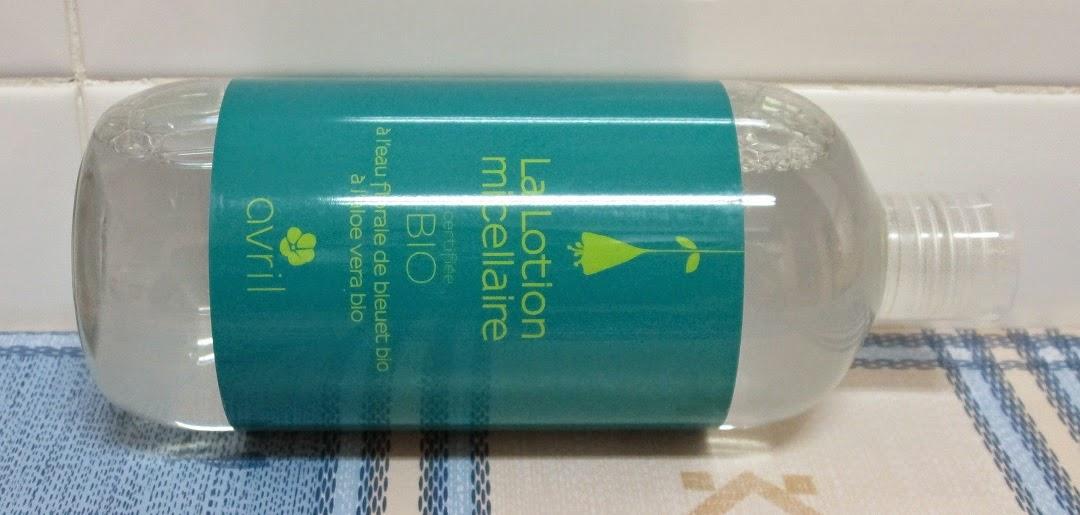 La Lotion
micellaire
certifiée
BIO
à l'eau florale de bleuet bio
à l'aloe vera bio
avril